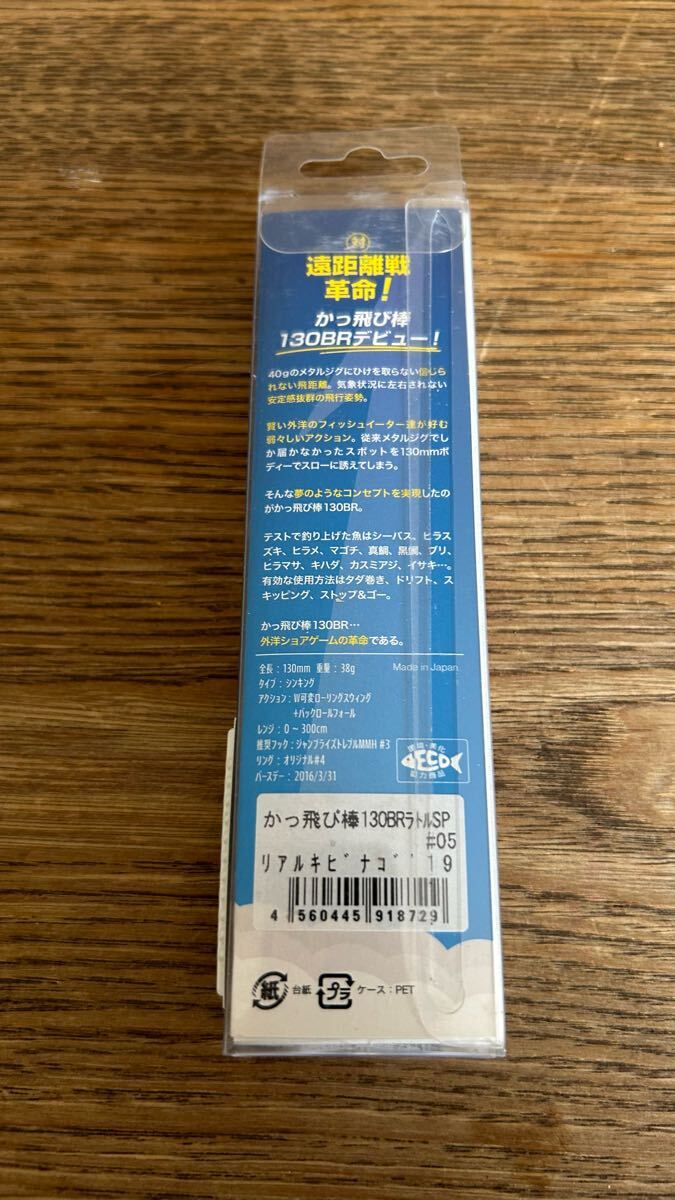 対
遠距離戦
革命!
かっ飛び棒
130BRデビュー!
40gのメタルジグにひけを取らない信じら
れない飛距離。気象状況に左右されない
安定感抜群の飛行姿勢。
賢い外洋のフィッシュイーター達が好む
弱々しいアクション。従来メタルジグでし
か届かなかったスポットを130mmボ
ディーでスローに誘えてしまう。
そんな夢のようなコンセプトを実現したの
がかっ飛び棒130BR。
テストで釣り上げた魚はシーバス、ヒラス
ズキ、ヒラメ、マゴチ、真鯛、黒鯛、ブリ、
ヒラマサ、キハダ、カスミアジ、イサキ…。
有効な使用方法はタダ巻き、ドリフト、ス
キッピング、ストップ&ゴー。
かっ飛び棒130BR…
外洋ショアゲームの革命である。
全長:130mm 重量:38g
Made in Japan
タイプ:シンキング
アクション:W可変ローリングスウィング
+バックロールフォール
レンジ:0~300cm
推奨フック:ジャンプライズトレブルMMH #3
リング:オリジナル#4
バースデー:2016/3/31
環境・美化
ECO
協力商品
かっ飛び棒130BRラトルSP
#05
リアルキビナゴ 19
4 560445 918729
紙 台紙 プラ ケース:PET